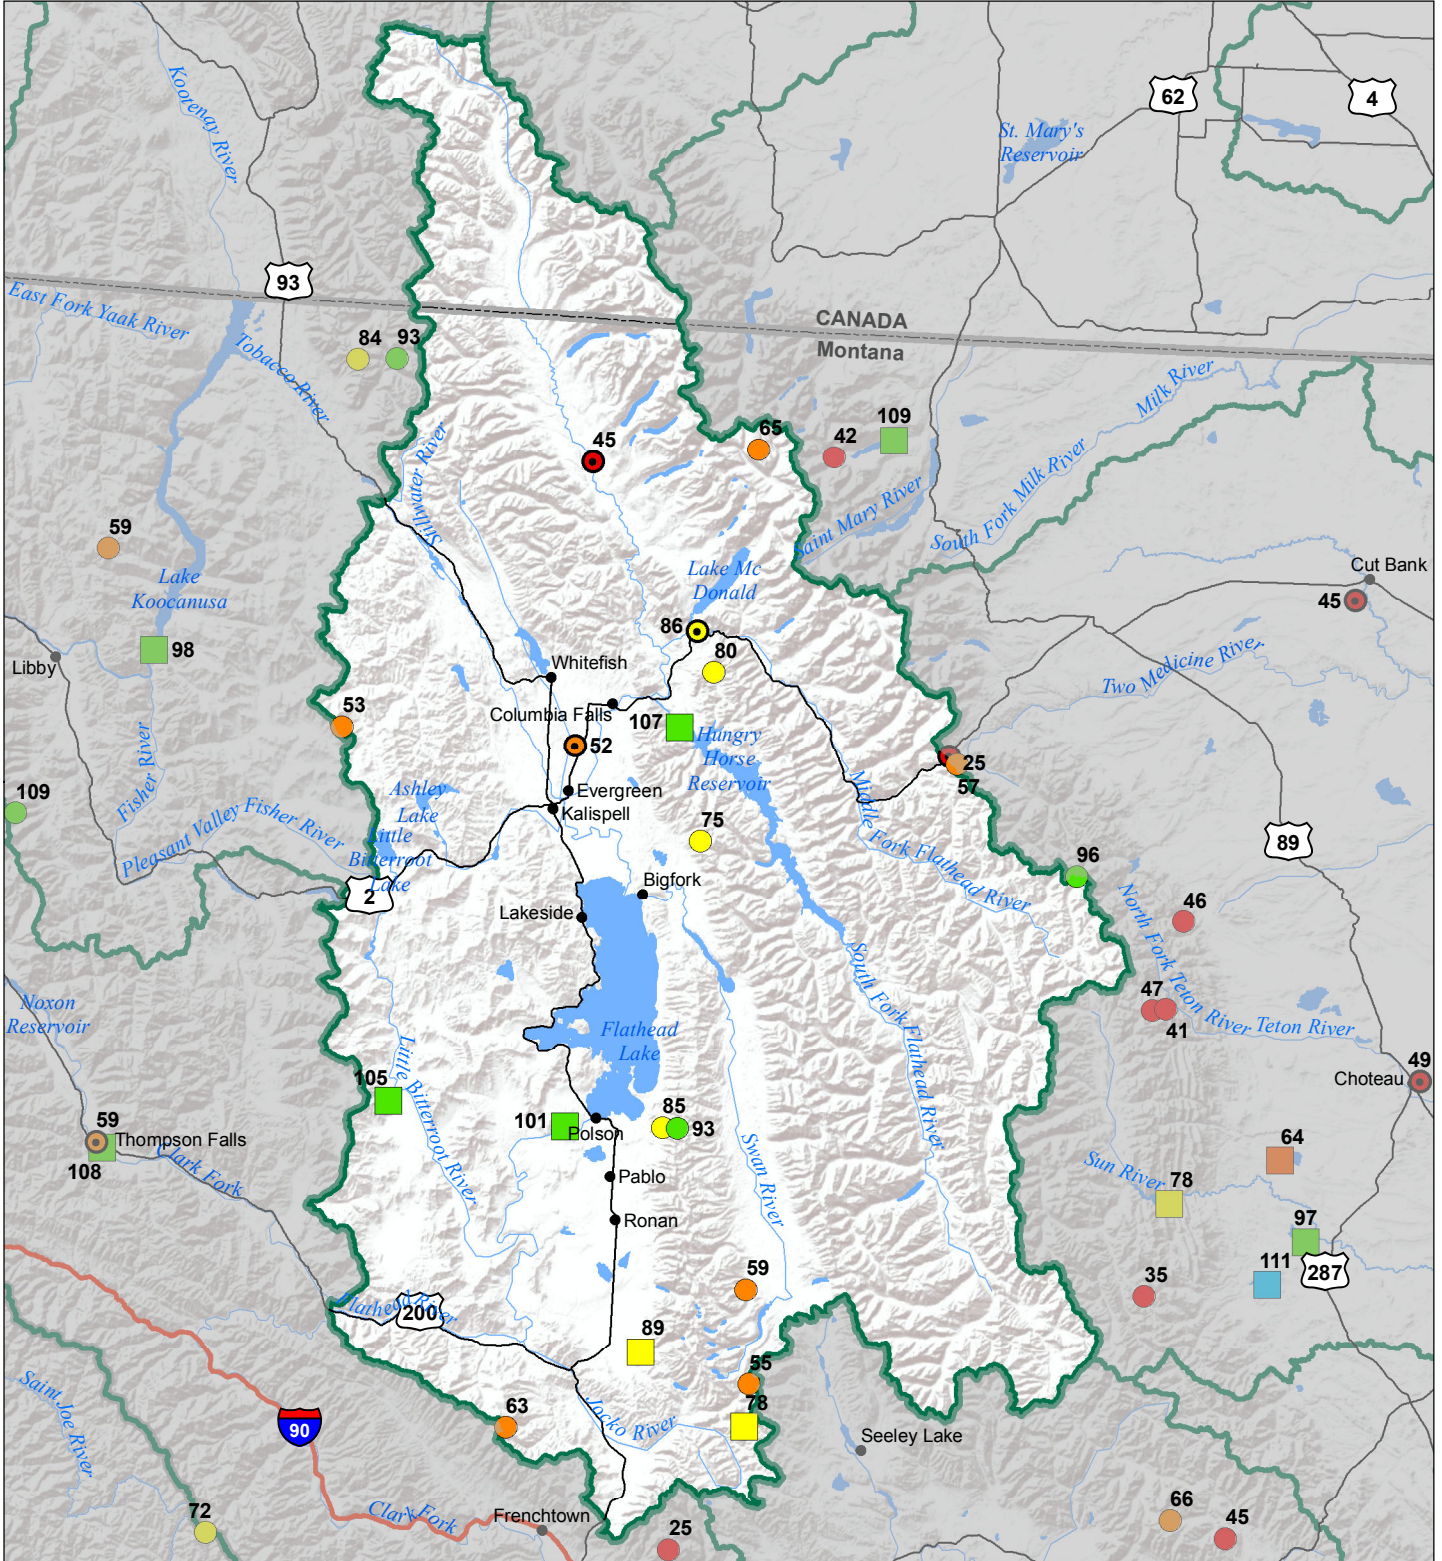 62
4
Kootenay River
St. Mary's
Reservoir
93
East Fork Yaak River
CANADA
Montana
Tobacco River
84
93
Milk River
109
65
42
45
Stillwater River
South Fork Milk River
Saint Mary River
59
Lake
Koocanusa
Lake Mc
Donald
Cut Bank
45
86
98
Libby
Whitefish
80
Two Medicine River
53
Columbia Falls
107
Hungry
Horse
Reservoir
52
25
57
Fisher River
109
Ashley
Lake
Evergreen
Kalispell
Middle Fork Flathead River
Pleasant Valley Fisher River
Little
Bitterroot
Lake
75
89
96
2
Bigfork
Lakeside
46
North Fork Teton River
South Fork Flathead River
47
41
Teton River
Noxon
Reservoir
Flathead
Lake
49
Choteau
Little Bitterroot River
105
101
Polson
85
93
59
Thompson Falls
108
Clark Fork
Swan River
64
Pablo
Sun River
78
Ronan
97
111
287
35
59
Flathead River
200
89
55
78
Saint Joe River
90
63
Jocko River
Seeley Lake
72
Clark Fork
Frenchtown
25
66
45